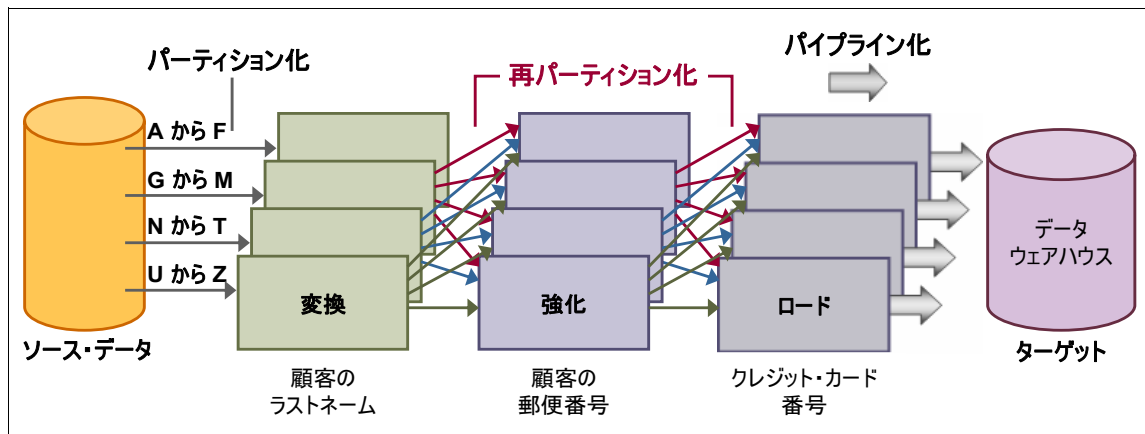 パーティション化
再パーティション化
パイプライン化
A から F
G から M
N から T
U から Z
変換
強化
ロード
データ
ウェアハウス
ソース・データ
ターゲット
顧客の
ラストネーム
顧客の
郵便番号
クレジット・カード
番号